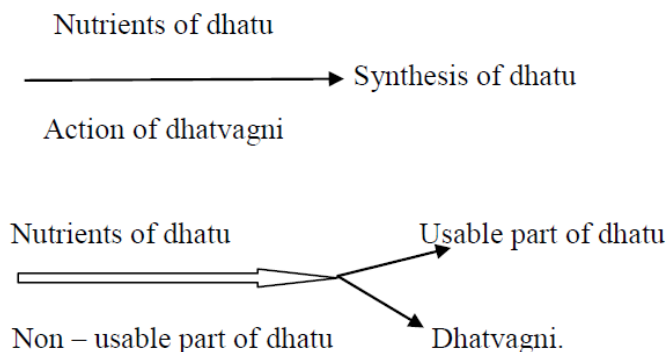 Nutrients of dhatu
Synthesis of dhatu
Action of dhatvagni
Nutrients of dhatu
Usable part of dhatu
Non – usable part of dhatu
Dhatvagni.